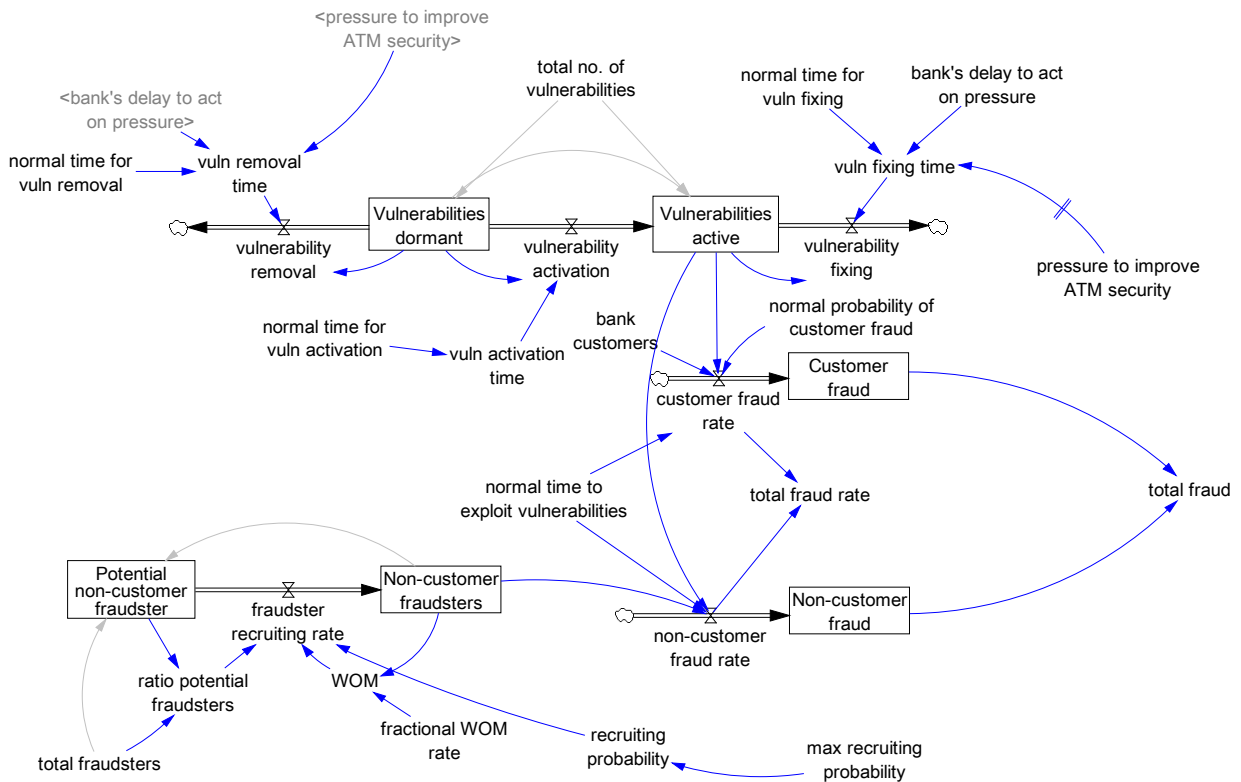 <pressure to improve
ATM security>
total no. of
vulnerabilities
normal time for
vuln fixing
bank's delay to act
on pressure
<bank's delay to act
on pressure>
normal time for
vuln removal
vuln removal
time
vuln fixing time
Vulnerabilities
dormant
Vulnerabilities
active
vulnerability
removal
vulnerability
activation
vulnerability
fixing
pressure to improve
ATM security
normal time for
vuln activation
vuln activation
time
bank
customers
normal probability of
customer fraud
Customer
fraud
customer fraud
rate
normal time to
exploit vulnerabilities
total fraud rate
total fraud
Potential
non-customer
fraudster
fraudster
recruiting rate
Non-customer
fraudsters
Non-customer
fraud
non-customer
fraud rate
ratio potential
fraudsters
WOM
fractional WOM
rate
recruiting
probability
max recruiting
probability
total fraudsters